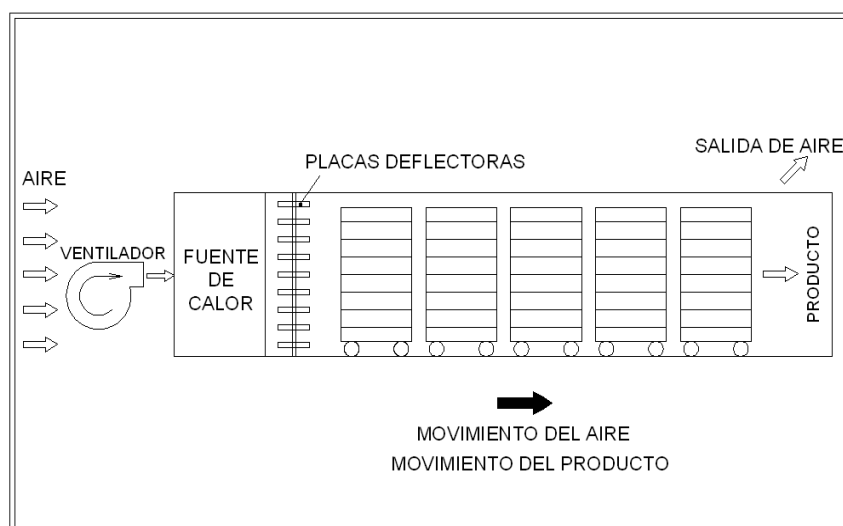 SALIDA DE AIRE
PLACAS DEFLECTORAS
AIRE
VENTILADOR
FUENTE
DE
CALOR
PRODUCTO
MOVIMIENTO DEL AIRE
MOVIMIENTO DEL PRODUCTO